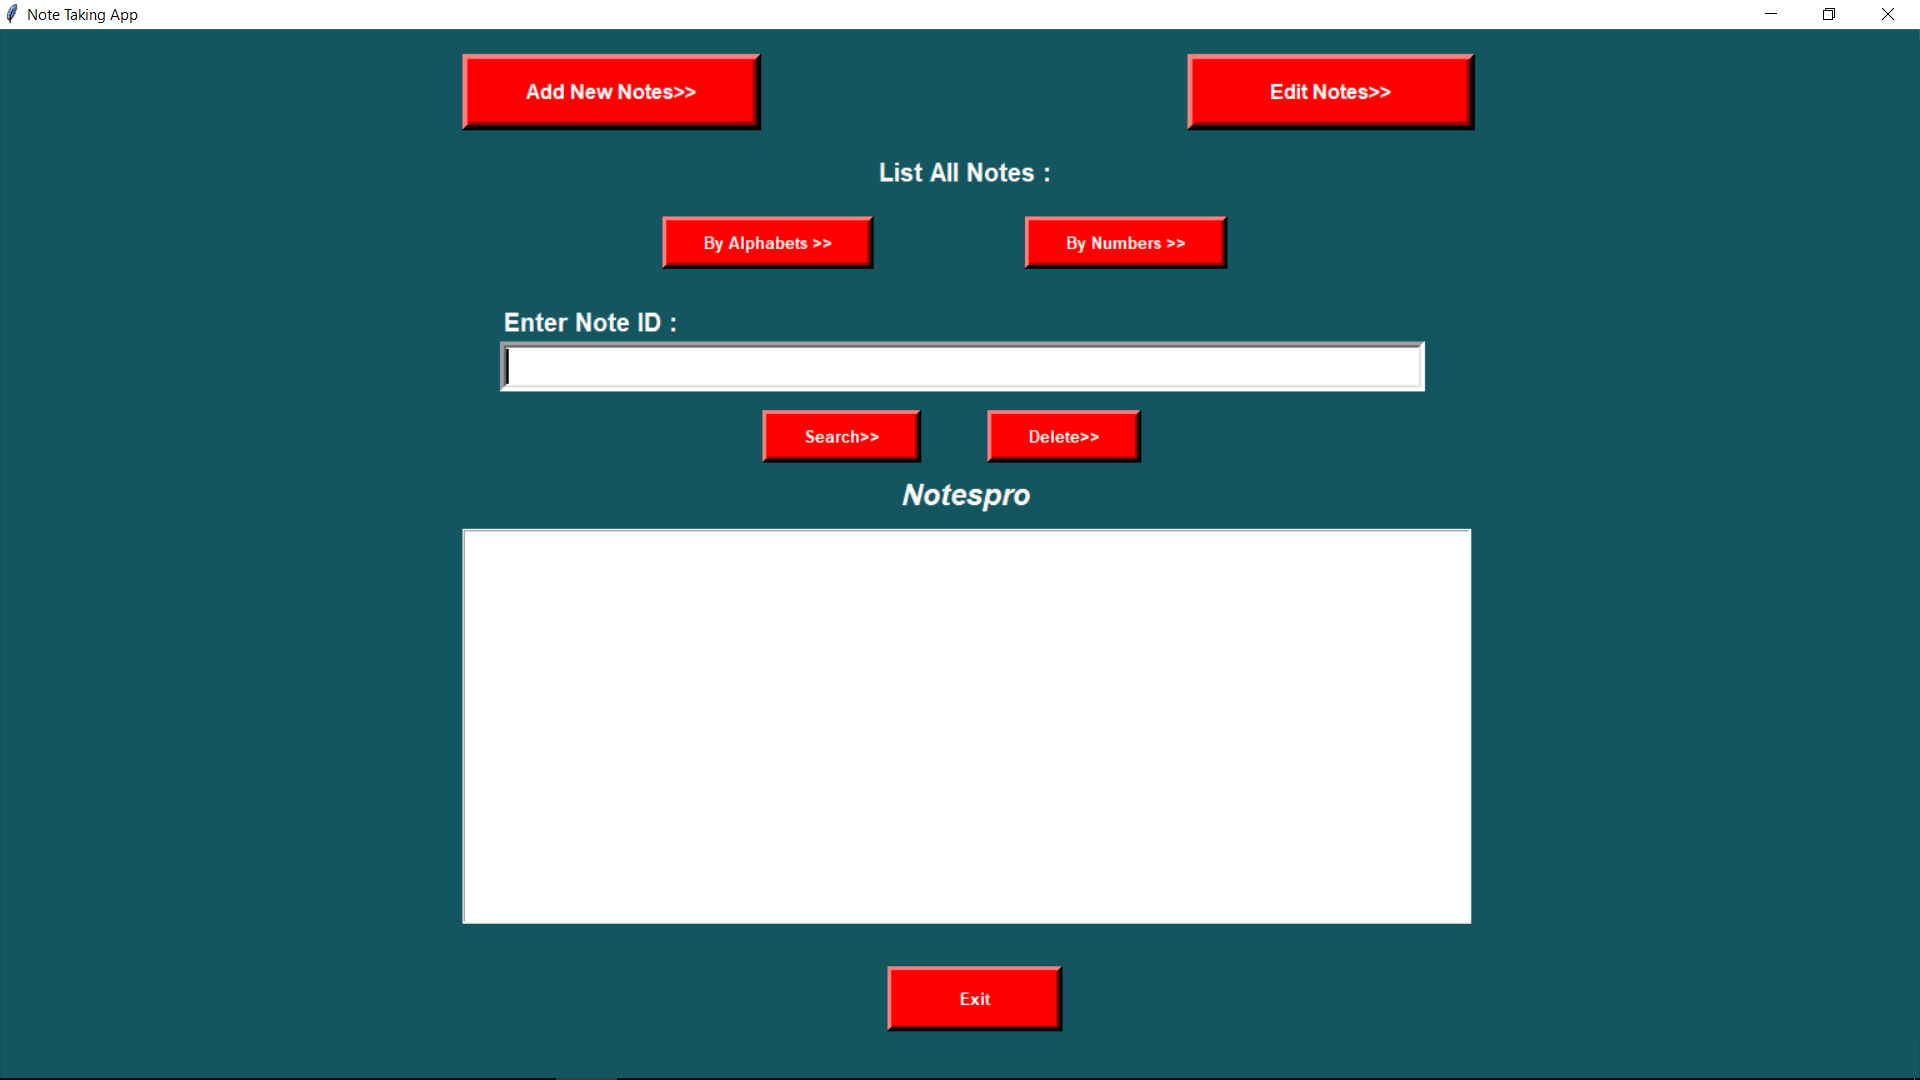 Note Taking App
Add New Notes>>
Edit Notes>>
List All Notes :
By Alphabets >>
By Numbers >>
Enter Note ID :
Search>>
Delete>>
Notespro
Exit